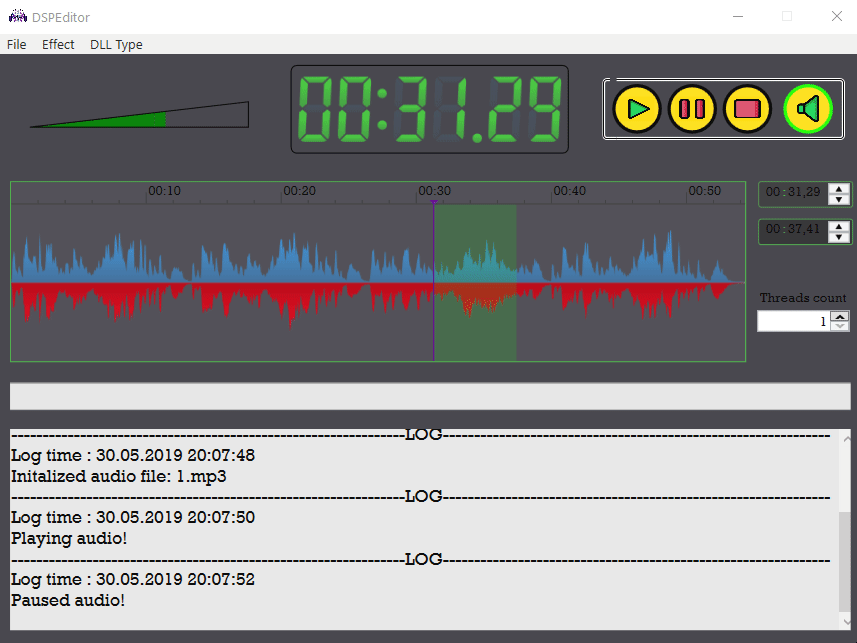 DSPEditor
File Effect DLL Type
00:31.29
00:10 00:20 00:30 00:40 00:50
00:31,29
00:37,41
Threads count
1
--------------------LOG--------------------
Log time : 30.05.2019 20:07:48
Initalized audio file: 1.mp3
--------------------LOG--------------------
Log time : 30.05.2019 20:07:50
Playing audio!
--------------------LOG--------------------
Log time : 30.05.2019 20:07:52
Paused audio!